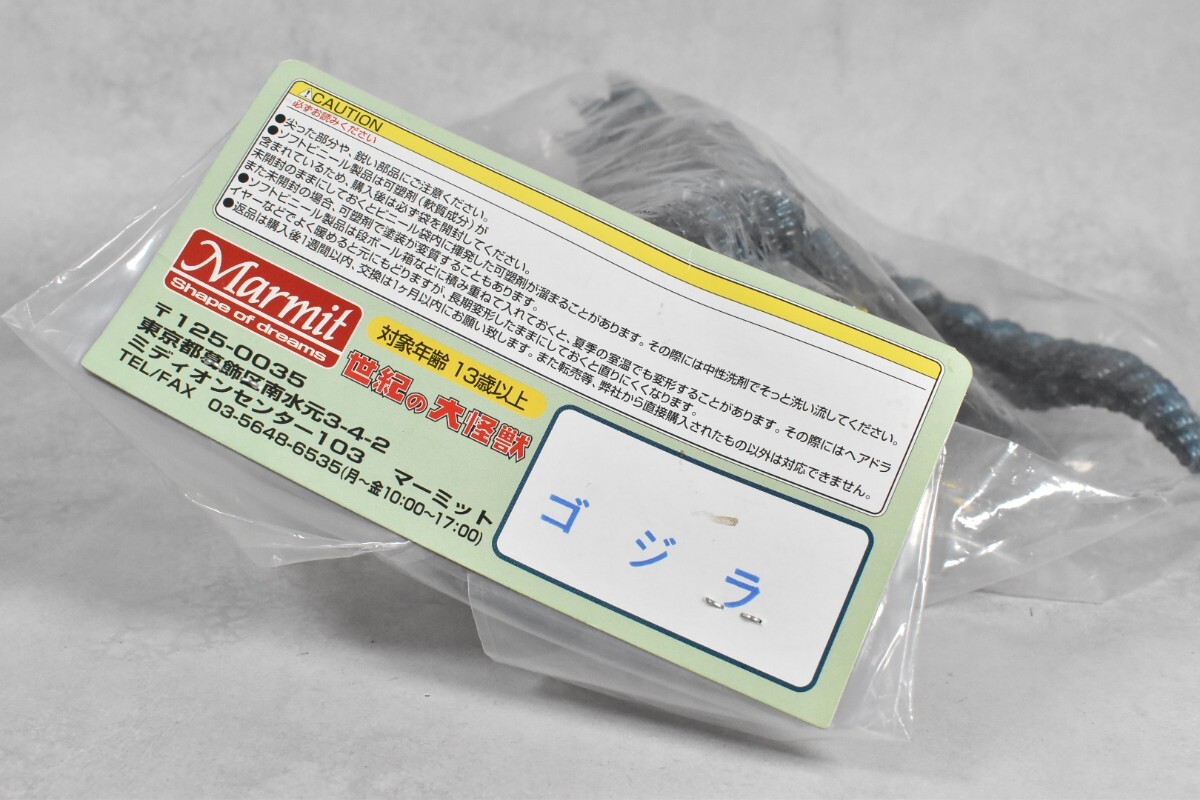 ⚠CAUTION
必ずお読みください
●尖った部分や、鋭い部品にご注意ください。
●ソフトビニール製品は可塑剤(軟質成分)が
含まれているため、購入後は必ず袋を開封してください。
未開封のままにしておくとビニール袋内に揮発した可塑剤が溜まることがあります。その際には中性洗剤でそっと洗い流してください。
また未開封の場合、可塑剤で塗装が変質することもあります。
●ソフトビニール製品は段ボール箱などに積み重ねて入れておくと、夏季の室温でも変形することがあります。その際にはヘアドラ
イヤーなどでよく暖めると元にもどりますが、長期変形したままにしておくと直りにくくなります。
●返品は購入後1週間以内、交換は1ヶ月以内にお願い致します。また転売等、弊社から直接購入されたもの以外は対応できません。
Marmit
Shape of dreams
対象年齢 13歳以上
世紀の大怪獣
〒125-0035
東京都葛飾区南水元3-4-2
ミディオンセンター103 マーミット
TEL/FAX 03-5648-6535(月~金10:00~17:00)
ゴジラ